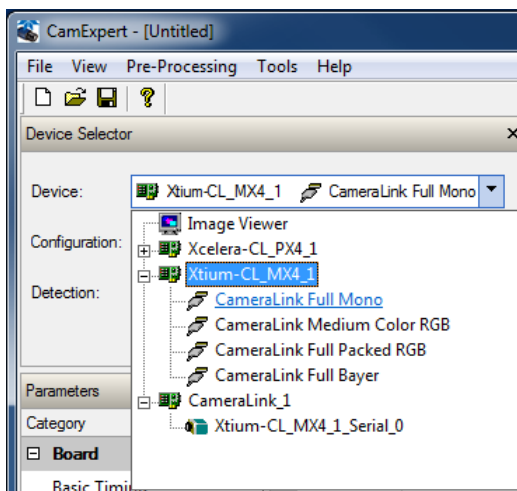 CamExpert - [Untitled]
File View Pre-Processing Tools Help
Device Selector
Device: Xtium-CL_MX4_1 CameraLink Full Mono
Image Viewer
Configuration:
Xcelera-CL_PX4_1
Xtium-CL_MX4_1
Detection:
CameraLink Full Mono
CameraLink Medium Color RGB
CameraLink Full Packed RGB
CameraLink Full Bayer
Parameters
CameraLink_1
Category
Xtium-CL_MX4_1_Serial_0
Board
Basic Timing